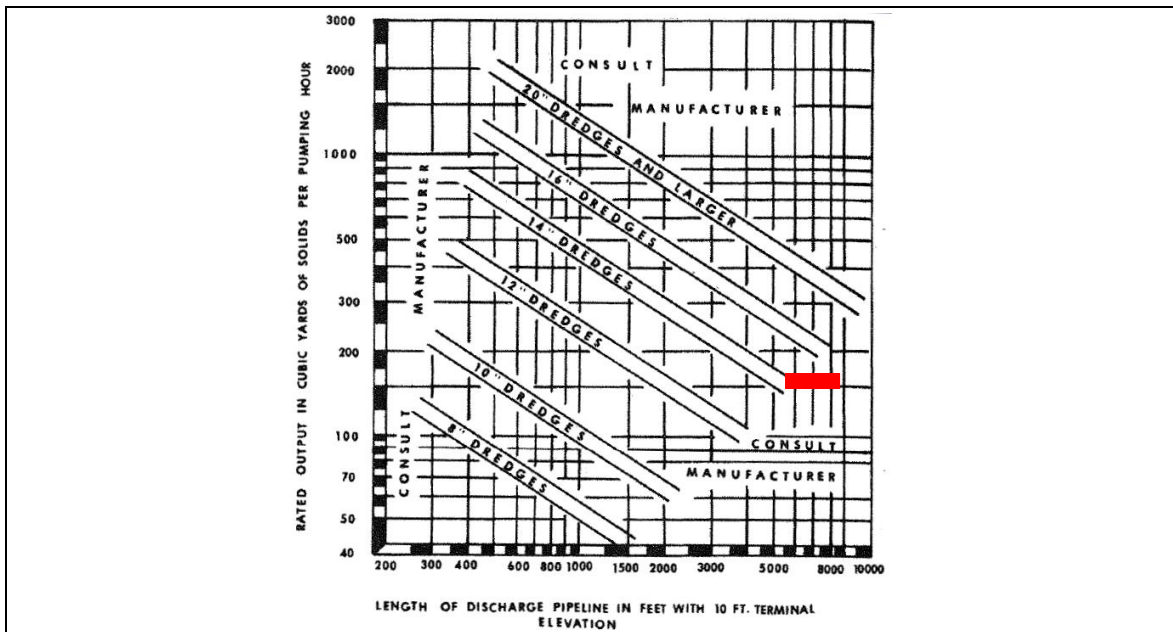 3000
2000
1000
500
300
200
100
70
50
40
RATED OUTPUT IN CUBIC YARDS OF SOLIDS PER PUMPING HOUR
CONSULT
MANUFACTURER
CONSULT
MANUFACTURER
20" DREDGES AND LARGER
16" DREDGES
14" DREDGES
12" DREDGES
10" DREDGES
8" DREDGES
CONSULT
MANUFACTURER
200 300 400 600 800 1000 1500 2000 3000 5000 8000 10000
LENGTH OF DISCHARGE PIPELINE IN FEET WITH 10 FT. TERMINAL
ELEVATION